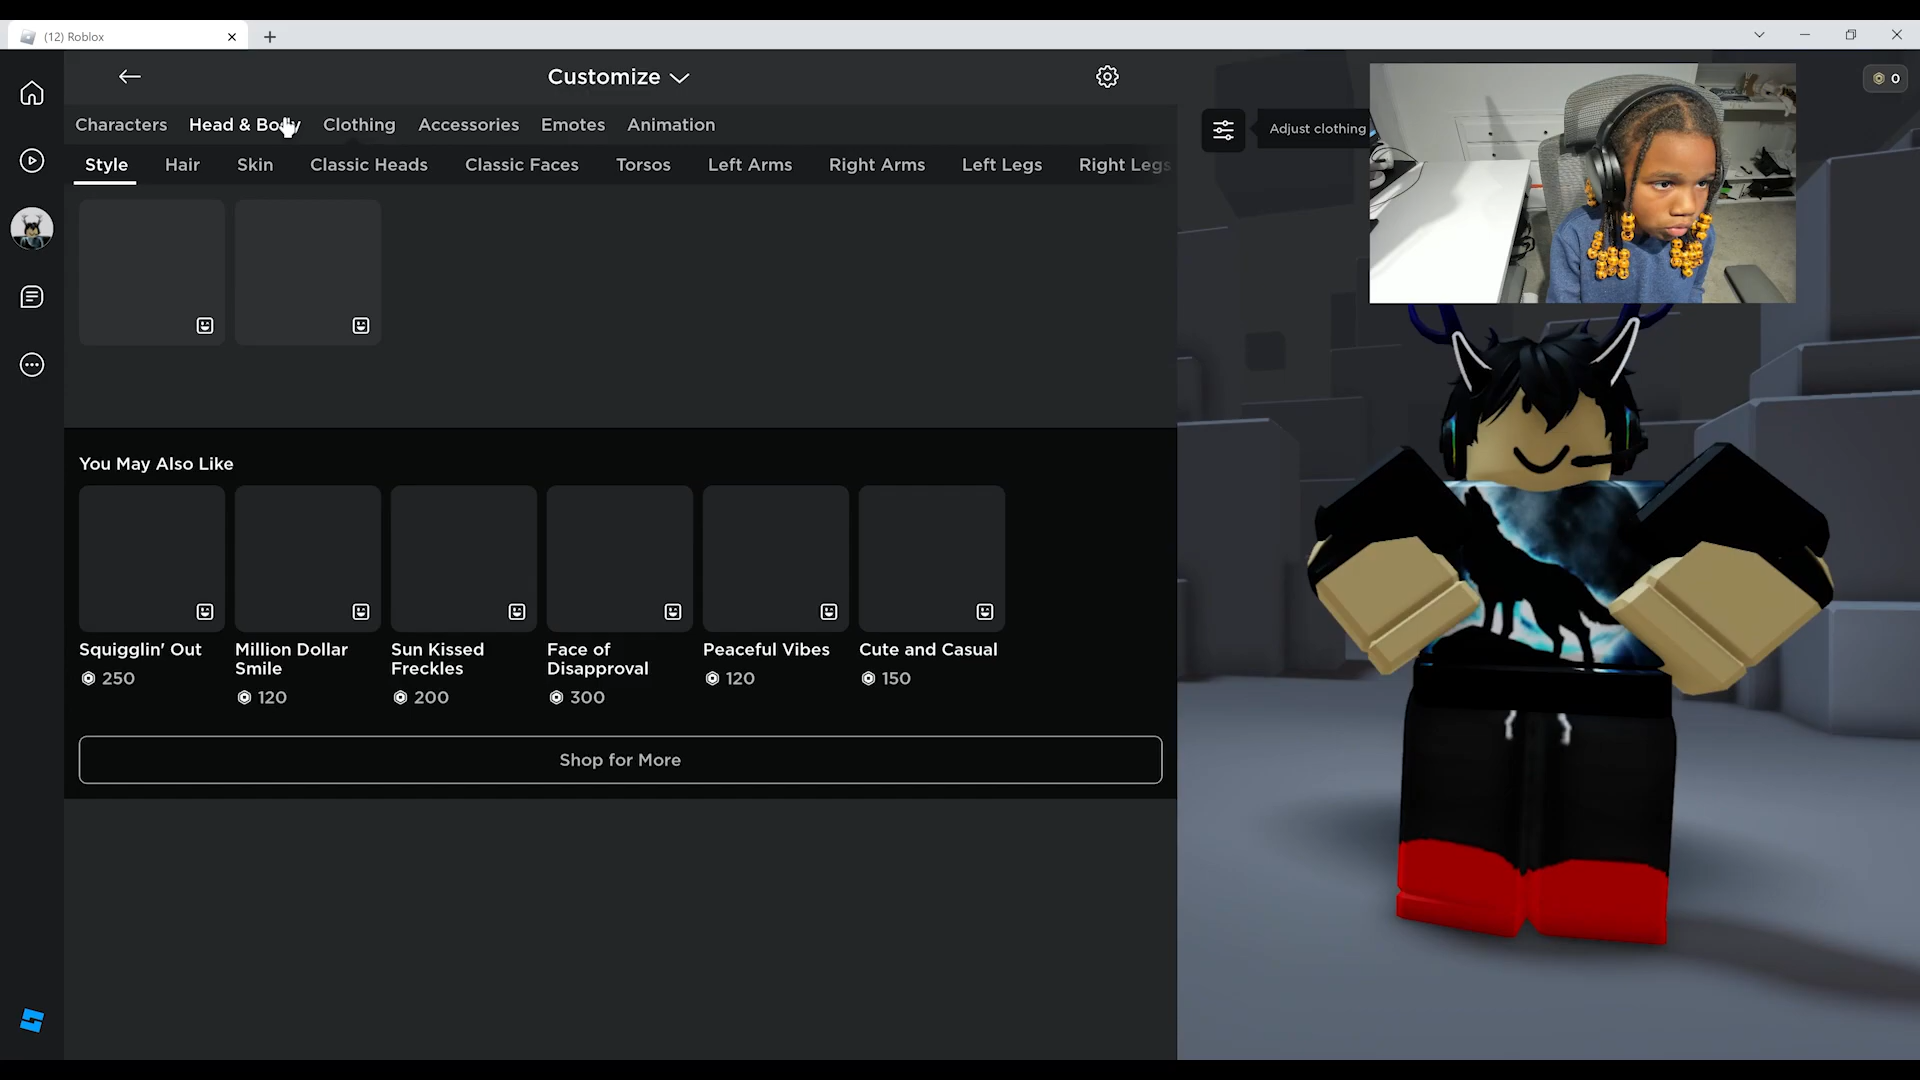 (12) Roblox
Customize
0
Characters Head & Body Clothing Accessories Emotes Animation
Adjust clothing
Style Hair Skin Classic Heads Classic Faces Torsos Left Arms Right Arms Left Legs Right Legs
You May Also Like
Squigglin' Out
250
Million Dollar
Smile
120
Sun Kissed
Freckles
200
Face of
Disapproval
300
Peaceful Vibes
120
Cute and Casual
150
Shop for More